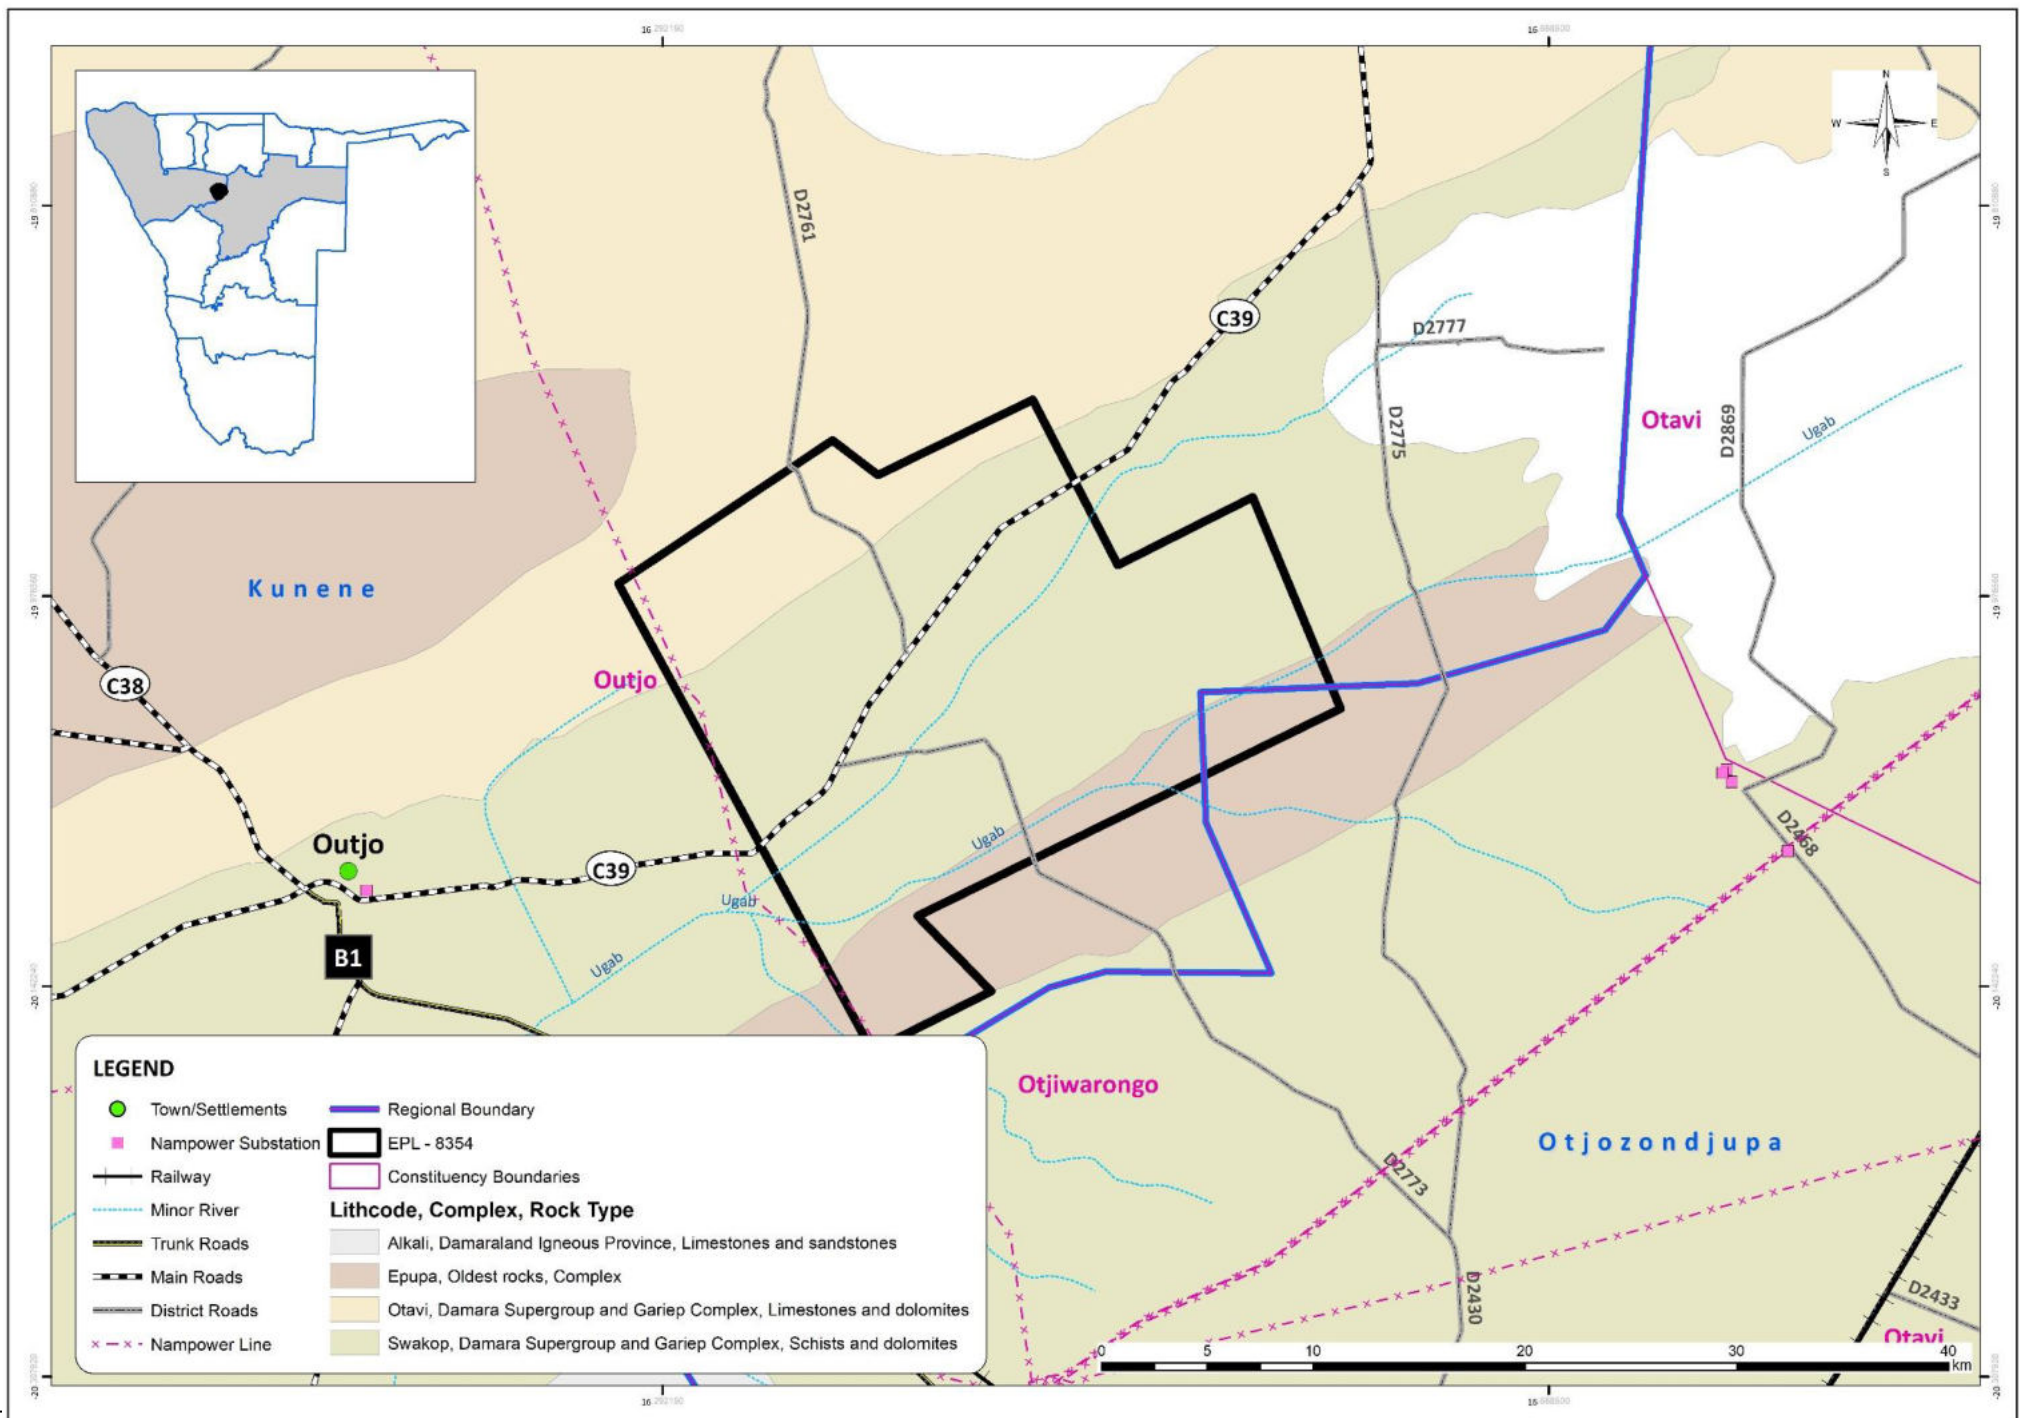 N
W E
S
D2761
C39
D2777
Otavi
D2775
D2869
Ugab
Kunene
C38
Outjo
Outjo
C39
Ugab
Ugab
Ugab
B1
D2468
Otjiwarongo
Otjozondjupa
D2773
D2430
D2433
Otavi
LEGEND
Town/Settlements
Nampower Substation
Railway
Minor River
Trunk Roads
Main Roads
District Roads
Nampower Line
Regional Boundary
EPL - 8354
Constituency Boundaries
Lithcode, Complex, Rock Type
Alkali, Damaraland Igneous Province, Limestones and sandstones
Epupa, Oldest rocks, Complex
Otavi, Damara Supergroup and Gariep Complex, Limestones and dolomites
Swakop, Damara Supergroup and Gariep Complex, Schists and dolomites
0 5 10 20 30 40
km